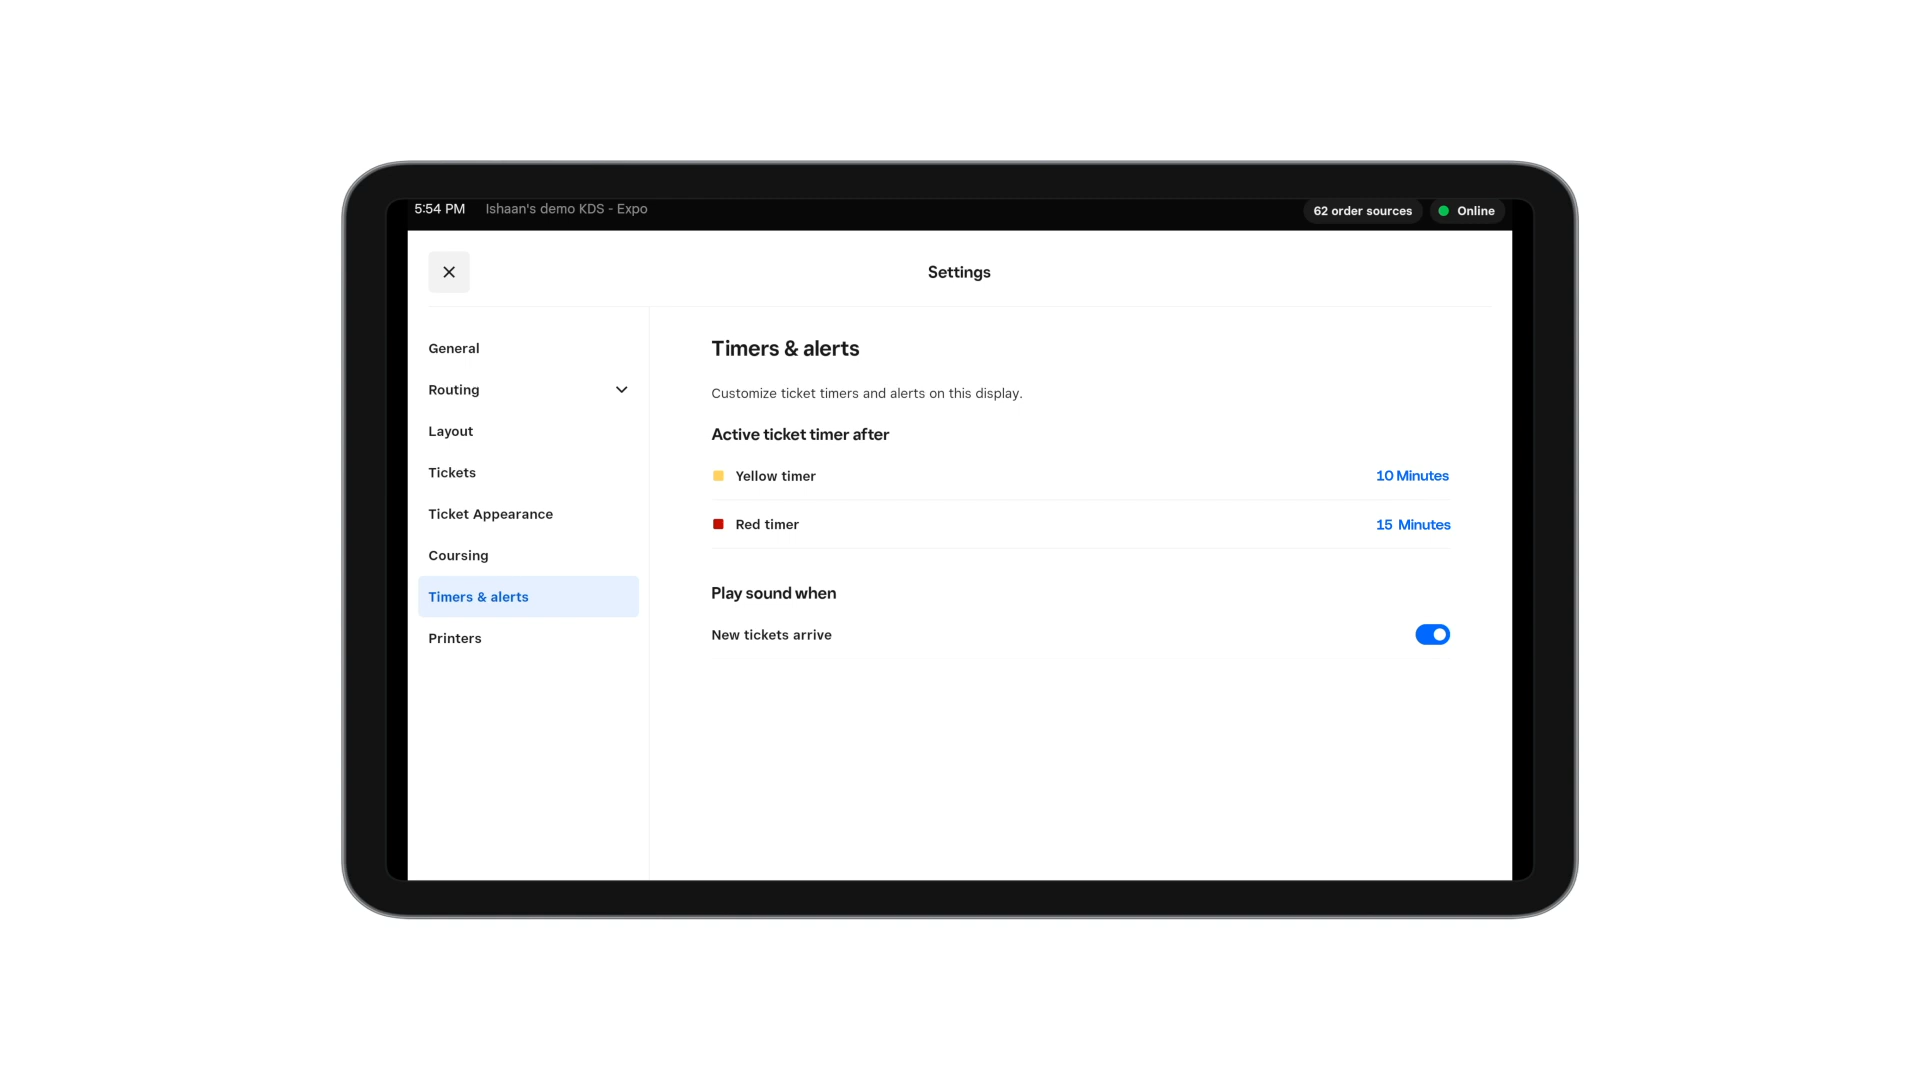 5:54 PM Ishaan's demo KDS - Expo 62 order sources Online
Settings
General
Routing
Layout
Tickets
Ticket Appearance
Coursing
Timers & alerts
Printers
Timers & alerts
Customize ticket timers and alerts on this display.
Active ticket timer after
Yellow timer 10 Minutes
Red timer 15 Minutes
Play sound when
New tickets arrive